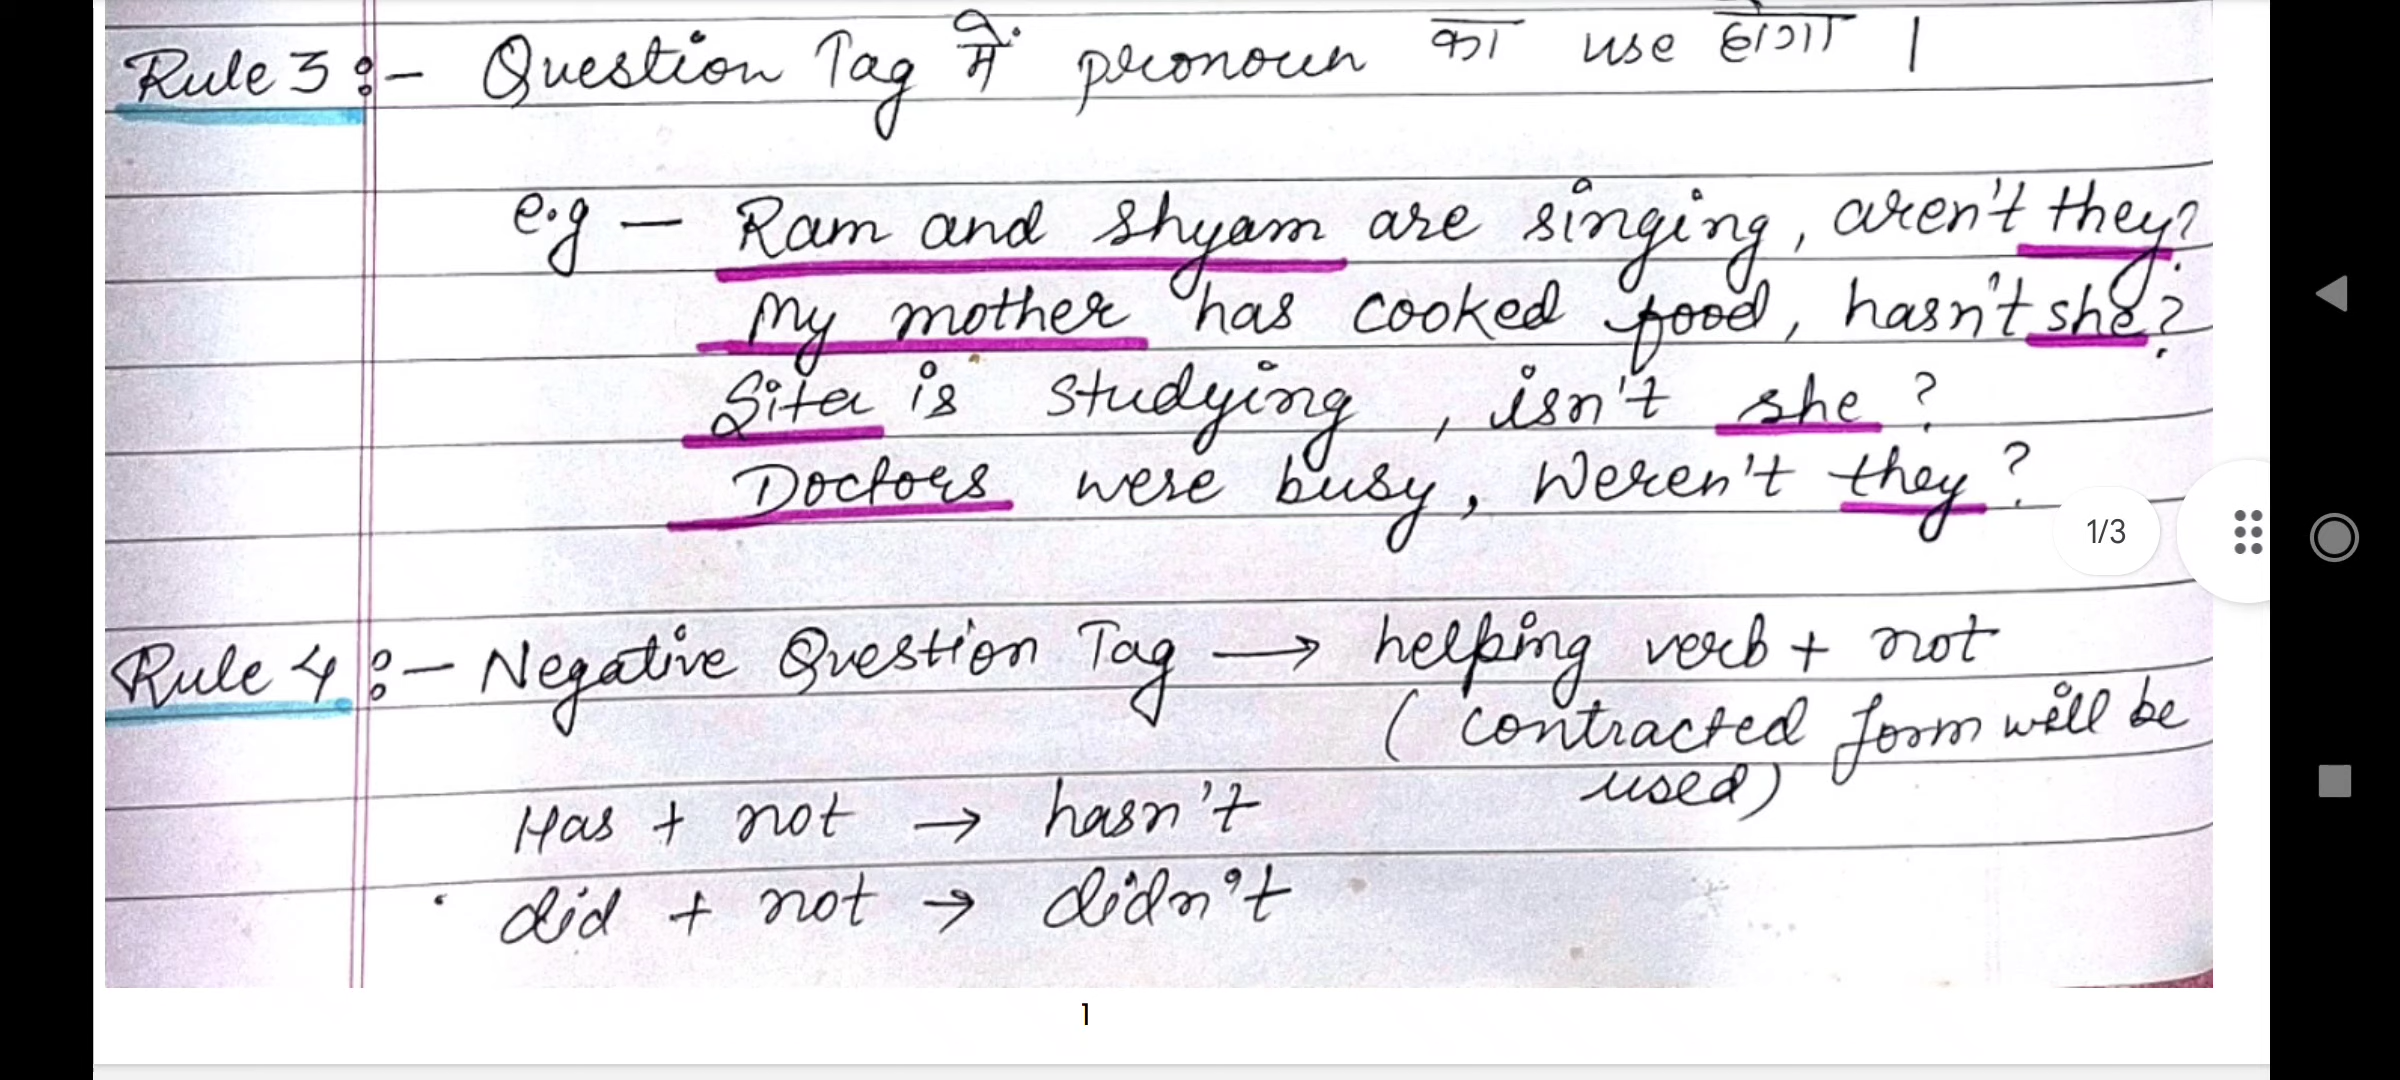 Rule 3 :- Question Tag में pronoun का use होगा |
e.g - Ram and Shyam are singing, aren't they?
My mother has cooked food, hasn't she?
Sita is studying, isn't she ?
Doctors were busy, Weren't they ?
1/3
Rule 4 :- Negative Question Tag → helping verb + not
( contracted form will be
used)
Has + not → hasn't
did + not → didn't
1